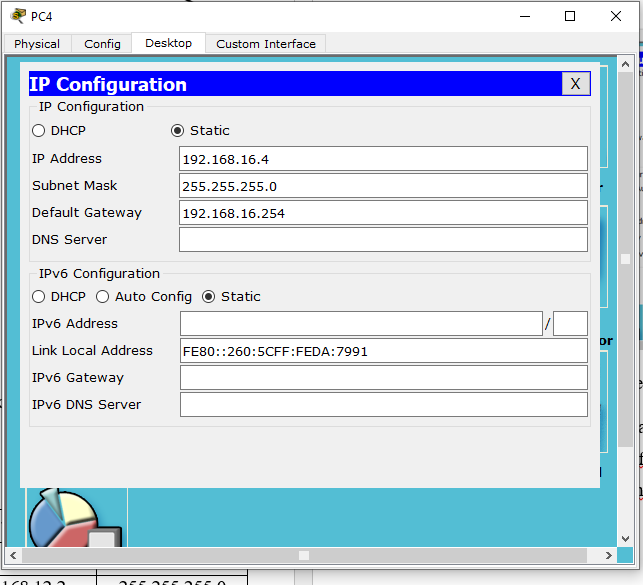 PC4
Physical Config Desktop Custom Interface
IP Configuration X
IP Configuration
DHCP Static
IP Address 192.168.16.4
Subnet Mask 255.255.255.0
Default Gateway 192.168.16.254
DNS Server
IPv6 Configuration
DHCP Auto Config Static
IPv6 Address /
Link Local Address FE80::260:5CFF:FEDA:7991
IPv6 Gateway
or
IPv6 DNS Server
255.255.255.0